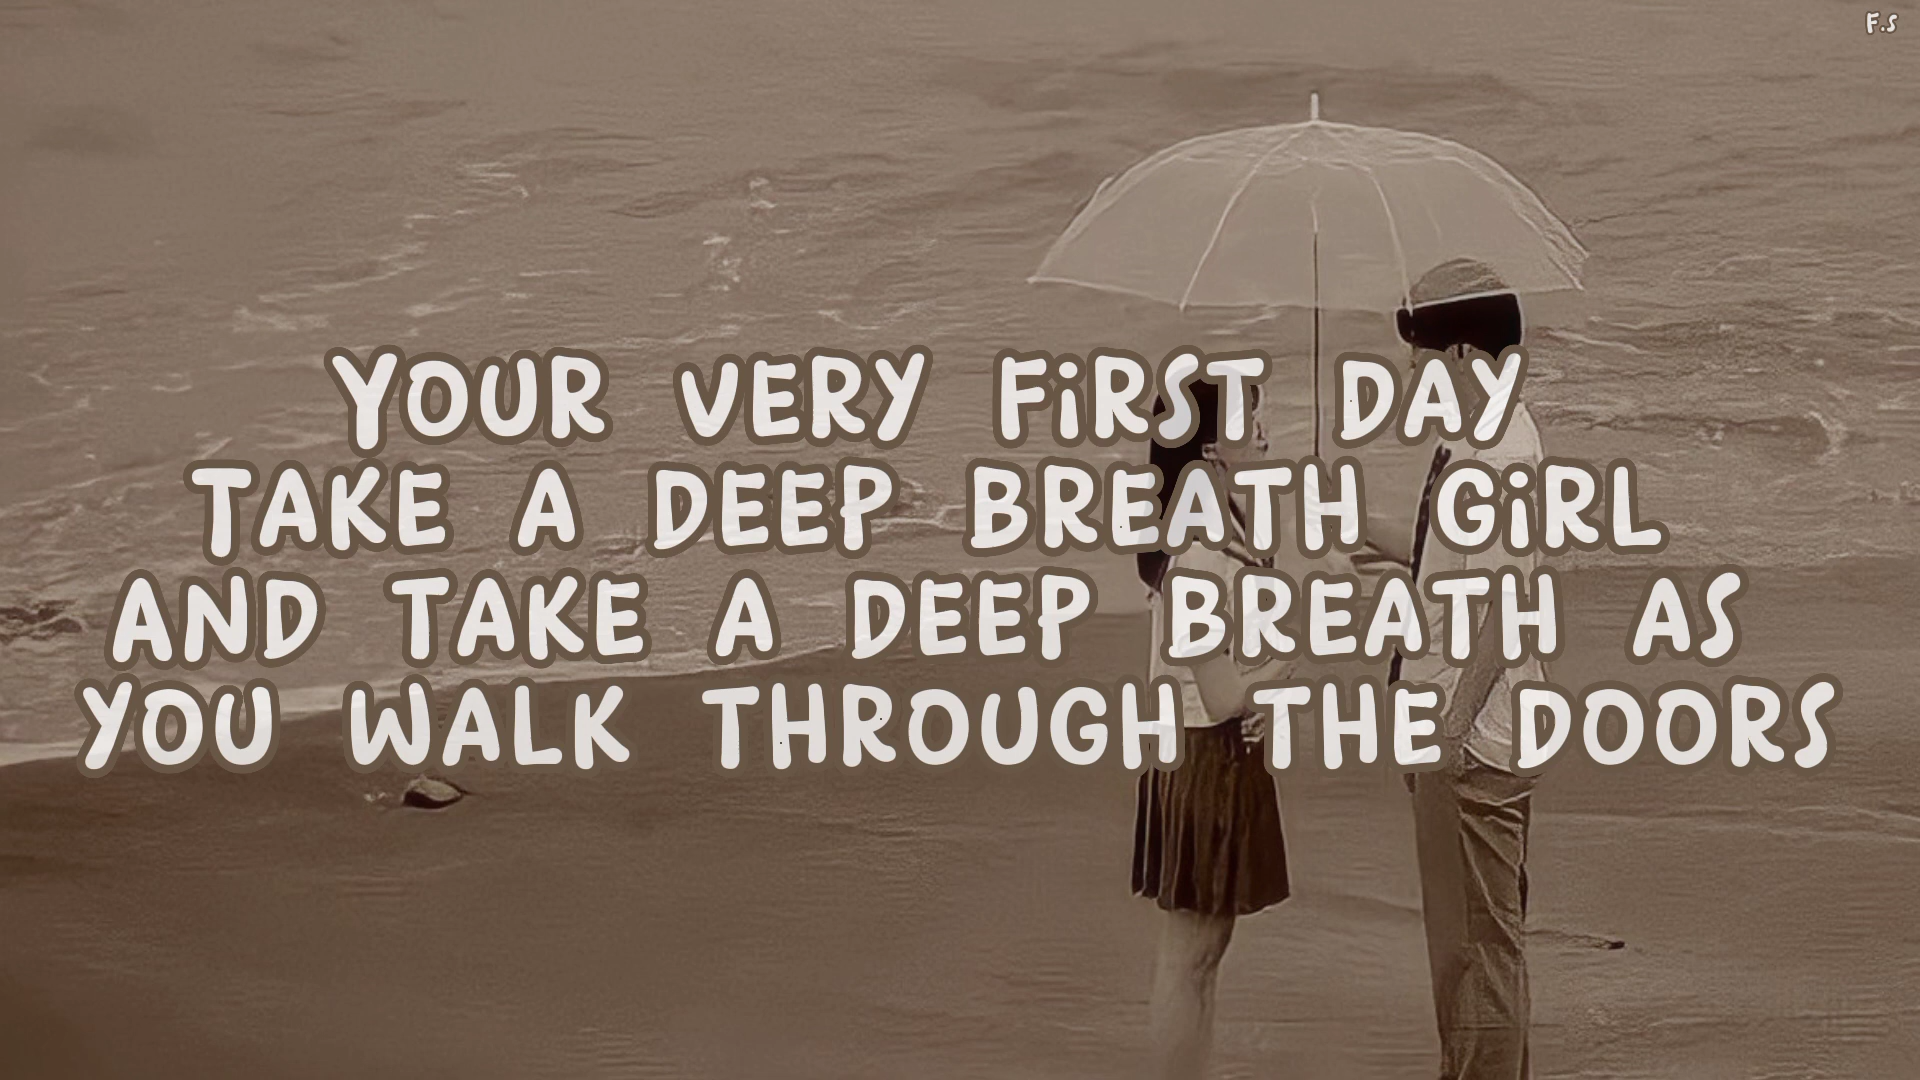 F.S
YOUR VERY FiRST DAY
TAKE A DEEP BREATH GiRL
AND TAKE A DEEP BREATH AS
YOU WALK THROUGH THE DOORS